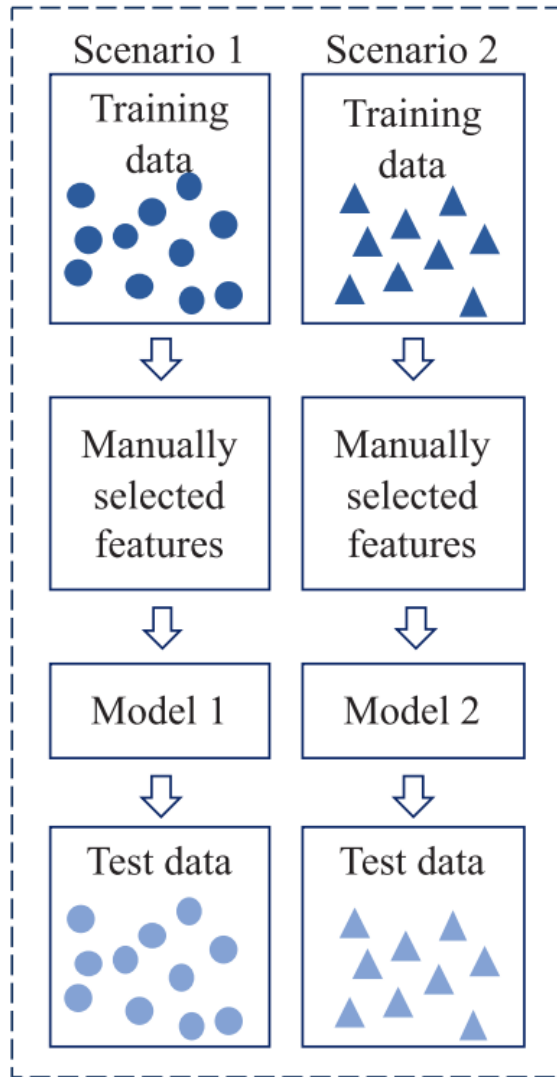 Scenario 1
Training
data
Manually
selected
features
Model 1
Test data
Scenario 2
Training
data
Manually
selected
features
Model 2
Test data